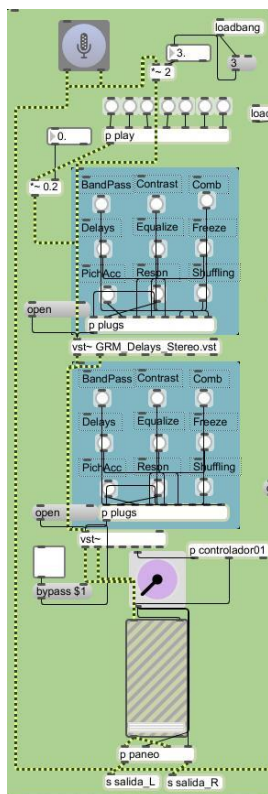 loadbang
3.
3
*~ 2
0.
p play
*~ 0.2
BandPass Contrast Comb
Delays Equalize Freeze
PichAcc Reson Shuffling
open
p plugs
vst~ GRM_Delays_Stereo.vst
BandPass Contrast Comb
Delays Equalize Freeze
PichAcc Reson Shuffling
open
p plugs
vst~
p controlador01
bypass $1
p paneo
s salida_L
s salida_R